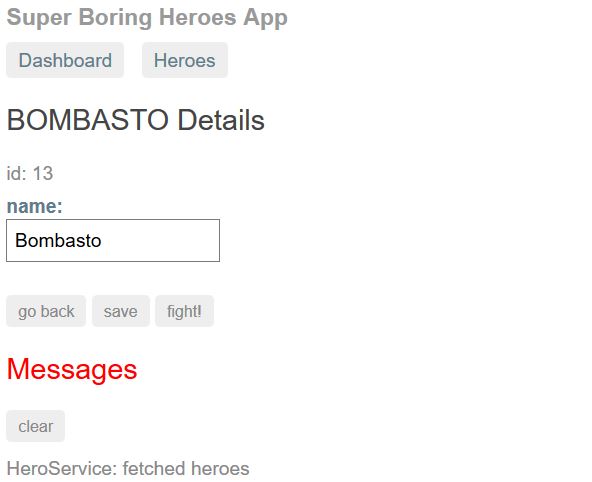 Super Boring Heroes App
Dashboard Heroes
BOMBASTO Details
id: 13
name:
Bombasto
go back save fight!
Messages
clear
HeroService: fetched heroes